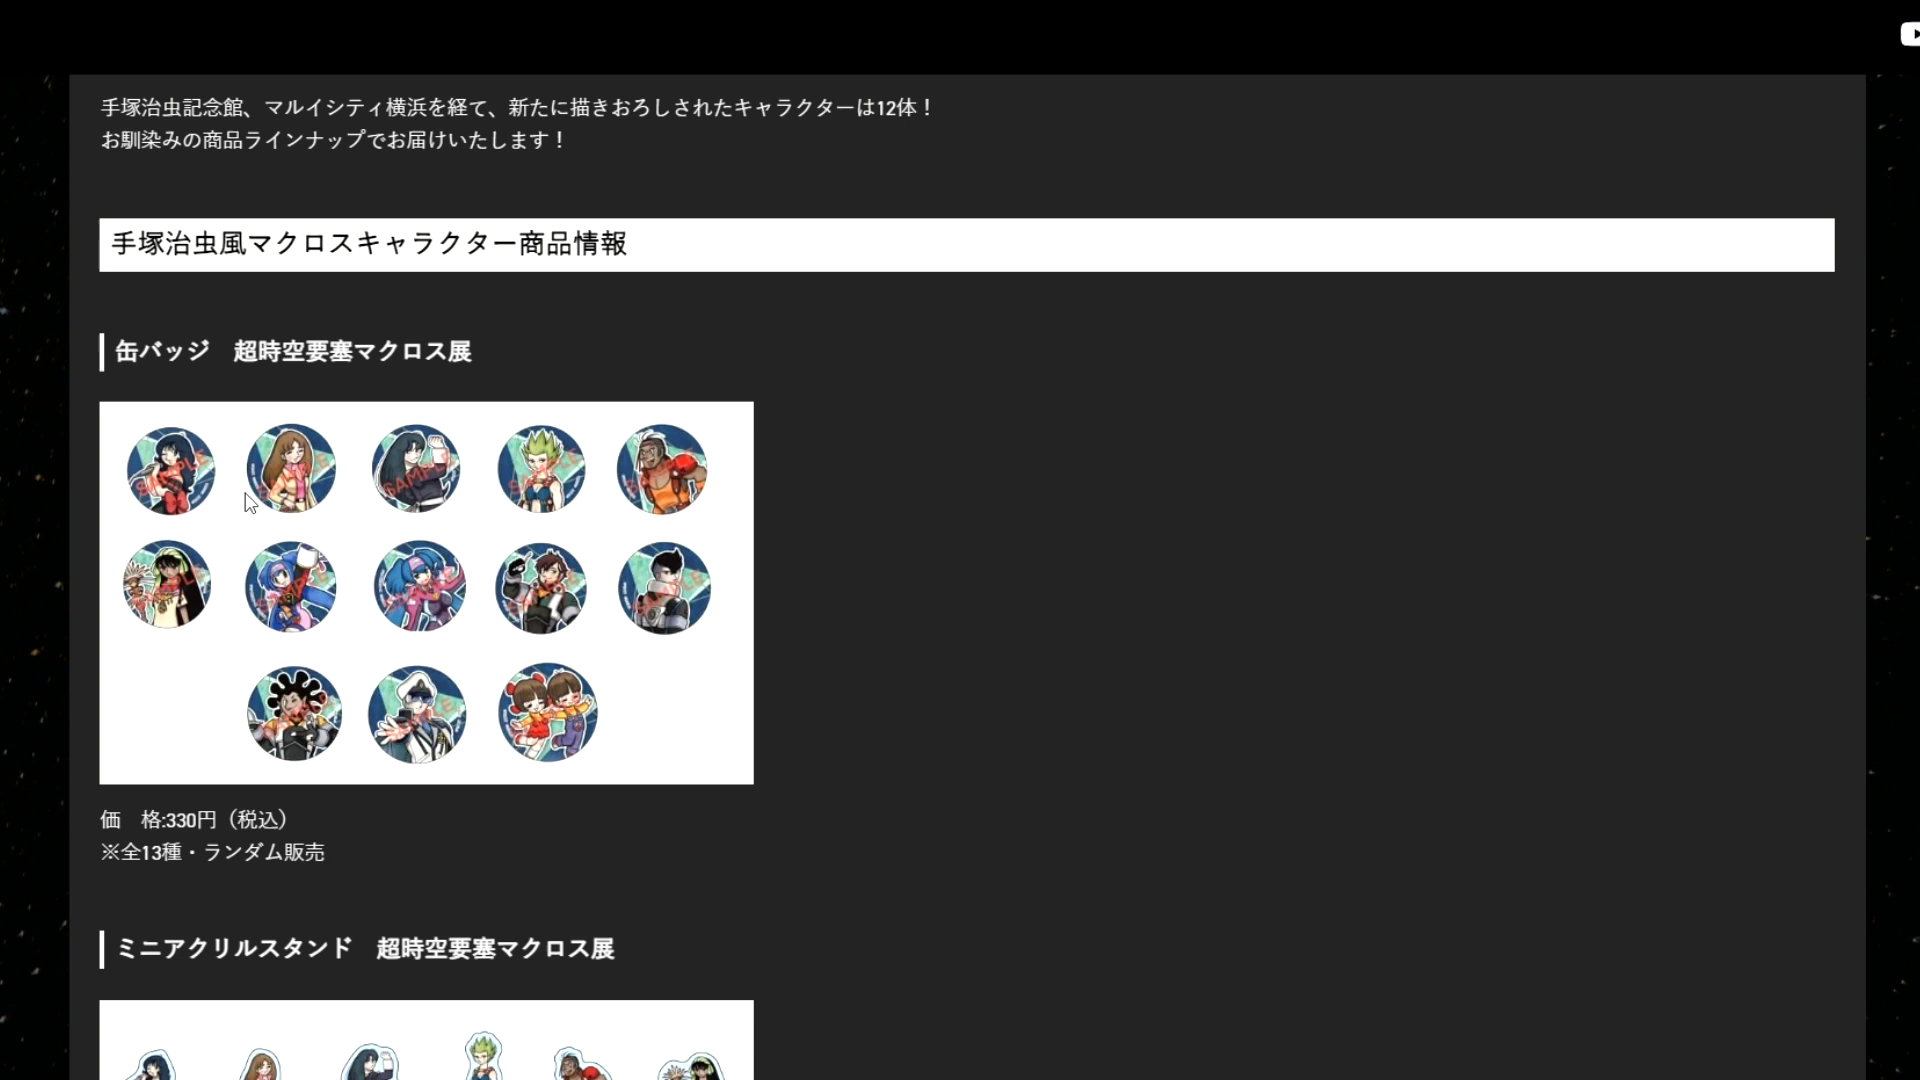 手塚治虫記念館、マルイシティ横浜を経て、新たに描きおろしされたキャラクターは12体！
お馴染みの商品ラインナップでお届けいたします！
手塚治虫風マクロスキャラクター商品情報
缶バッジ　超時空要塞マクロス展
価　格:330円（税込）
※全13種・ランダム販売
ミニアクリルスタンド　超時空要塞マクロス展